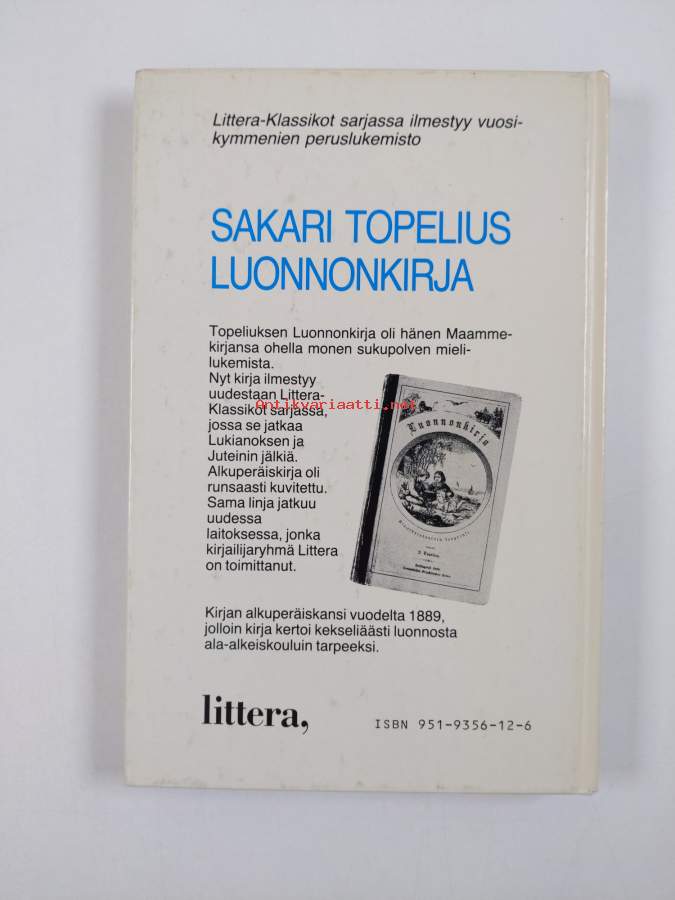 Littera-Klassikot sarjassa ilmestyy vuosi-
kymmenien peruslukemisto
SAKARI TOPELIUS
LUONNONKIRJA
Topeliuksen Luonnonkirja oli hänen Maamme-
kirjansa ohella monen sukupolven mieli-
lukemista.
Nyt kirja ilmestyy
uudestaan Littera-
Klassikot sarjassa,
jossa se jatkaa
Lukianoksen ja
Juteinin jälkiä.
Alkuperäiskirja oli
runsaasti kuvitettu.
Sama linja jatkuu
uudessa
laitoksessa, jonka
kirjailijaryhmä Littera
on toimittanut.
Antikvariaatti.net
Luonnonkirja
Kirjan alkuperäiskansi vuodelta 1889,
jolloin kirja kertoi kekseliäästi luonnosta
ala-alkeiskouluin tarpeeksi.
littera,
ISBN 951-9356-12-6